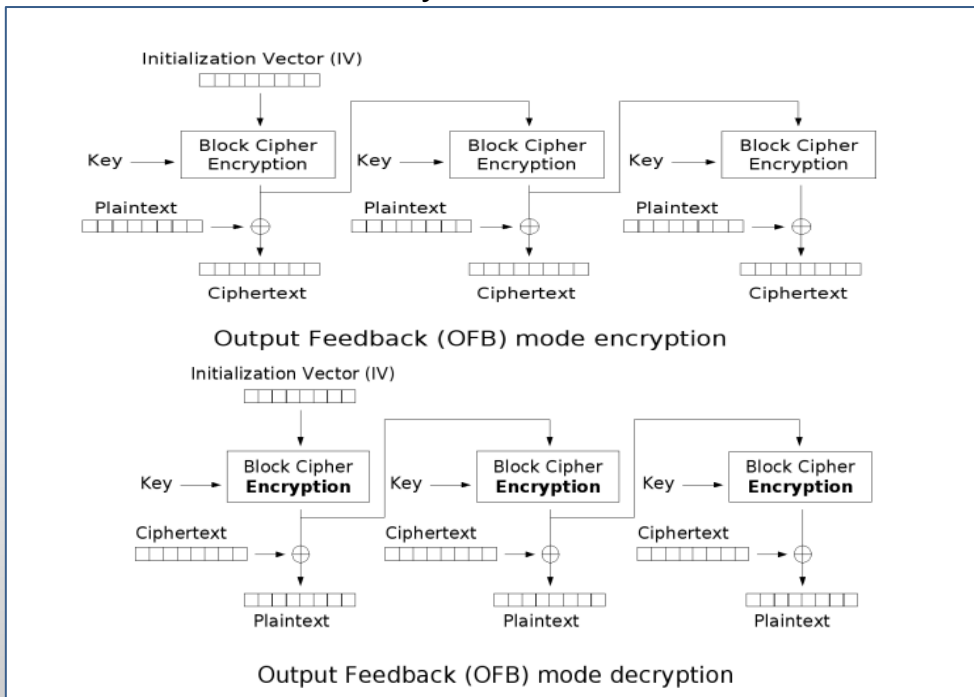 Initialization Vector (IV)
Key
Block Cipher
Encryption
Key
Block Cipher
Encryption
Key
Block Cipher
Encryption
Plaintext
Plaintext
Plaintext
Ciphertext
Ciphertext
Ciphertext
Output Feedback (OFB) mode encryption
Initialization Vector (IV)
Key
Block Cipher
Encryption
Key
Block Cipher
Encryption
Key
Block Cipher
Encryption
Ciphertext
Ciphertext
Ciphertext
Plaintext
Plaintext
Plaintext
Output Feedback (OFB) mode decryption